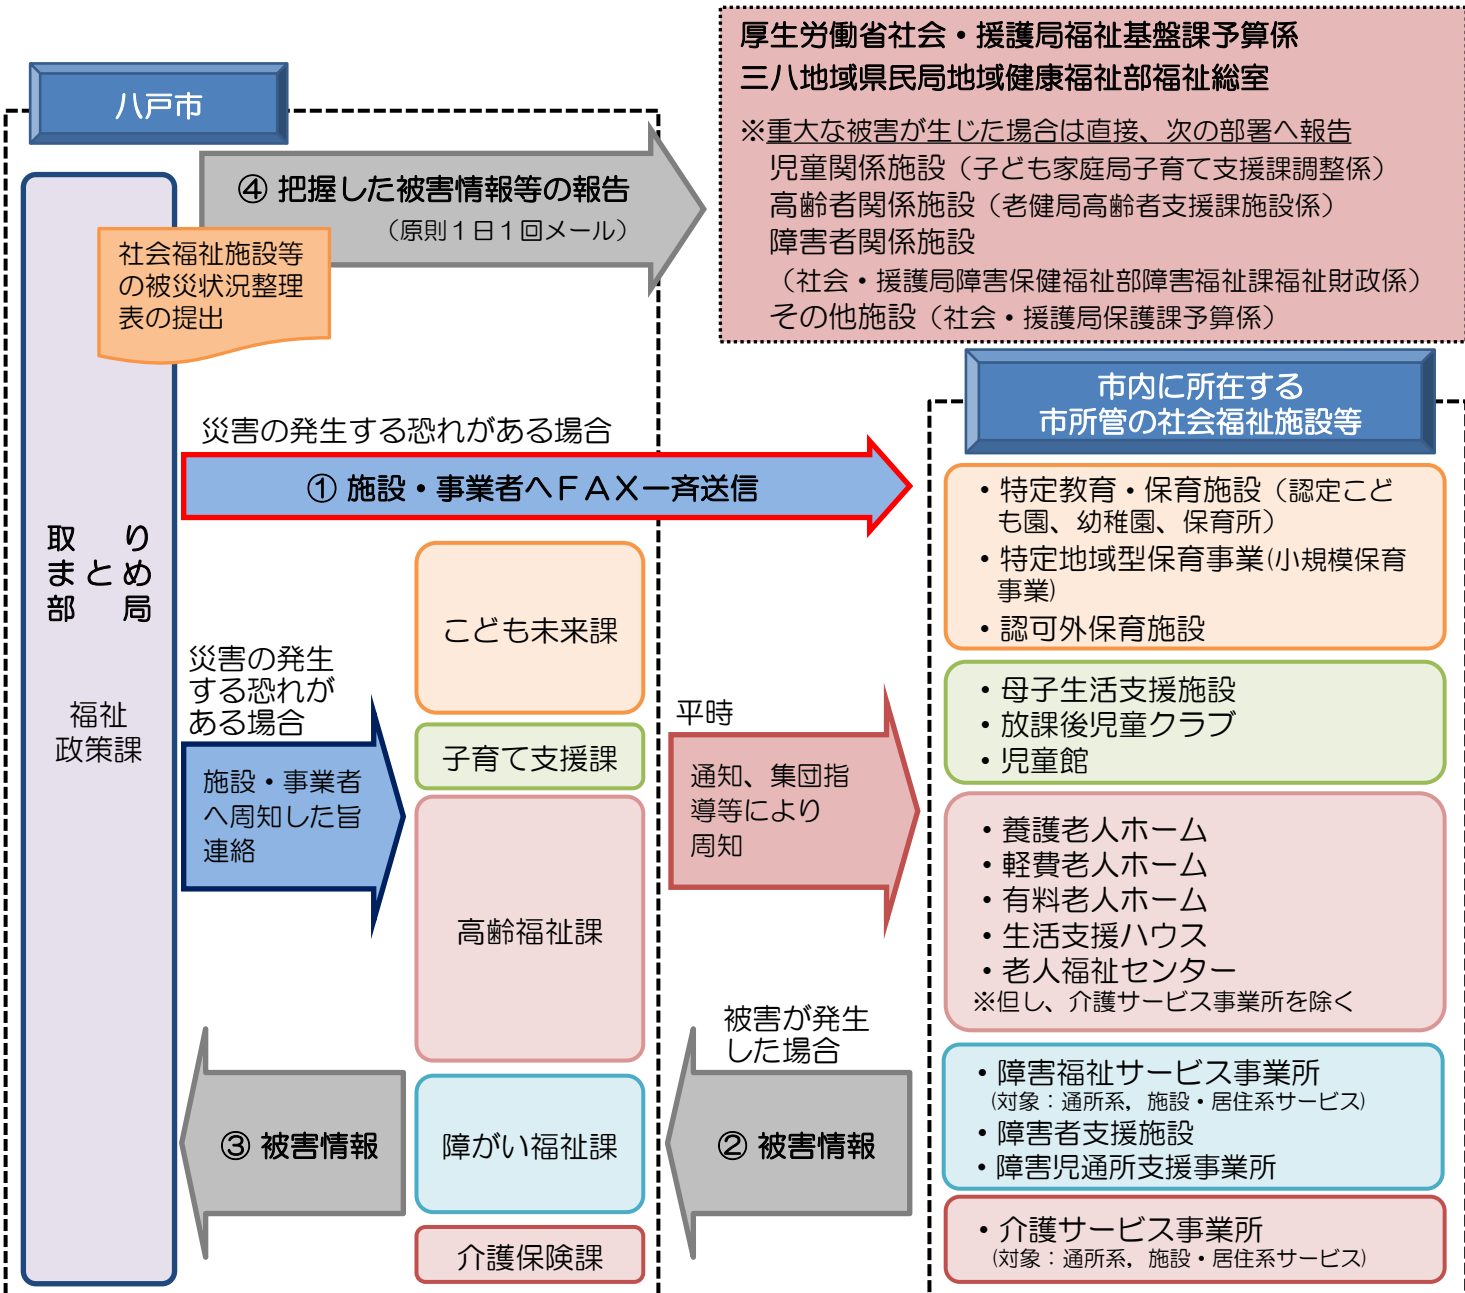 厚生労働省社会・援護局福祉基盤課予算係
三八地域県民局地域健康福祉部福祉総室
※重大な被害が生じた場合は直接、次の部署へ報告
児童関係施設（子ども家庭局子育て支援課調整係）
高齢者関係施設（老健局高齢者支援課施設係）
障害者関係施設
（社会・援護局障害保健福祉部障害福祉課福祉財政係）
その他施設（社会・援護局保護課予算係）
八戸市
④ 把握した被害情報等の報告
（原則１日１回メール）
社会福祉施設等
の被災状況整理
表の提出
取り
まとめ
部局
福祉
政策課
災害の発生する恐れがある場合
① 施設・事業者へＦＡＸ一斉送信
災害の発生
する恐れが
ある場合
施設・事業者
へ周知した旨
連絡
こども未来課
子育て支援課
高齢福祉課
障がい福祉課
介護保険課
平時
通知、集団指
導等により
周知
被害が発生
した場合
② 被害情報
③ 被害情報
市内に所在する
市所管の社会福祉施設等
・特定教育・保育施設（認定こど
も園、幼稚園、保育所）
・特定地域型保育事業(小規模保育
事業)
・認可外保育施設
・母子生活支援施設
・放課後児童クラブ
・児童館
・養護老人ホーム
・軽費老人ホーム
・有料老人ホーム
・生活支援ハウス
・老人福祉センター
※但し、介護サービス事業所を除く
・障害福祉サービス事業所
(対象：通所系，施設・居住系サービス)
・障害者支援施設
・障害児通所支援事業所
・介護サービス事業所
(対象：通所系，施設・居住系サービス)